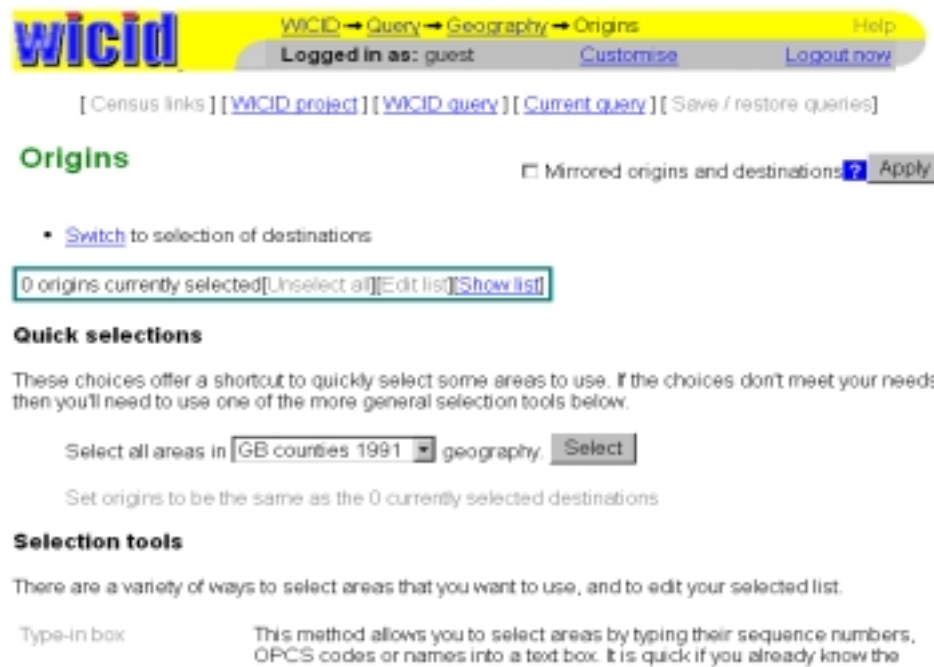 wicid
WICID → Query → Geography → Origins Help
Logged in as: guest Customise Logout now
[ Census links ] [ WICID project ] [ WICID query ] [ Current query ] [ Save / restore queries]
Origins
Mirrored origins and destinations ? Apply
• Switch to selection of destinations
0 origins currently selected[Unselect all][Edit list][Show list]
Quick selections
These choices offer a shortcut to quickly select some areas to use. If the choices don't meet your needs
then you'll need to use one of the more general selection tools below.
Select all areas in GB counties 1991 geography. Select
Set origins to be the same as the 0 currently selected destinations
Selection tools
There are a variety of ways to select areas that you want to use, and to edit your selected list.
Type-in box This method allows you to select areas by typing their sequence numbers,
OPCS codes or names into a text box. It is quick if you already know the